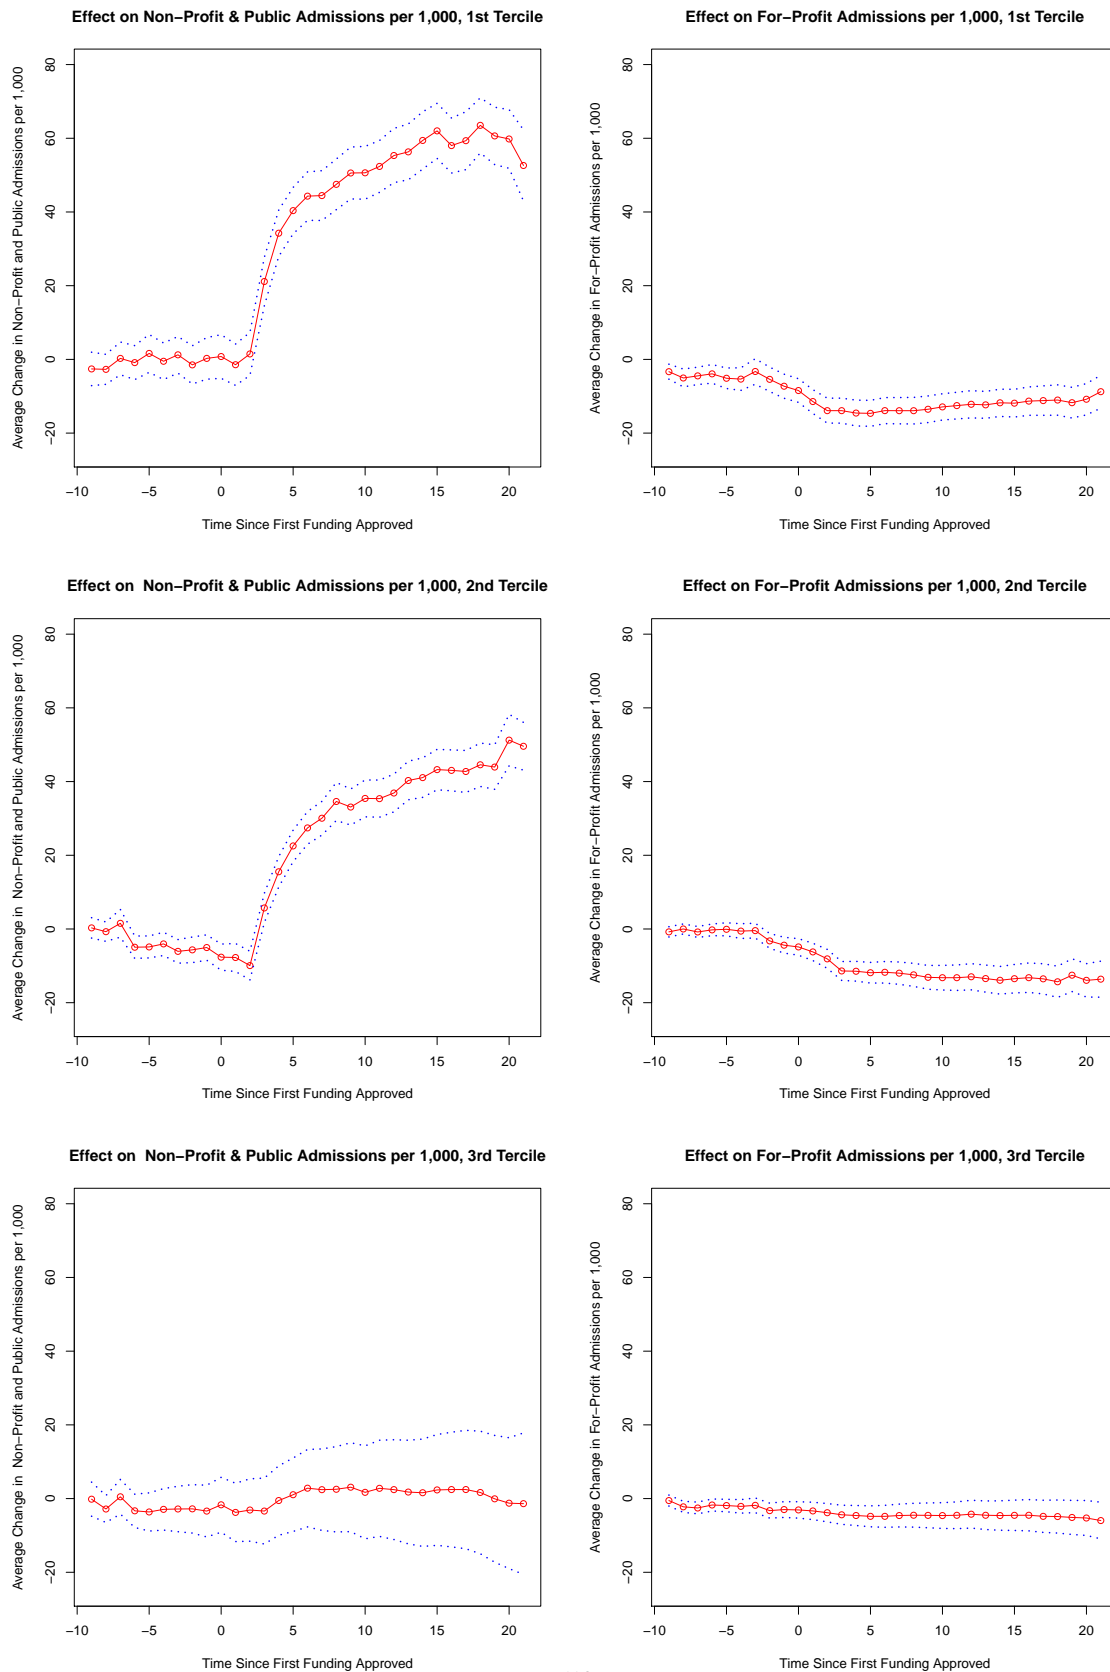 Effect on Non−Profit & Public Admissions per 1,000, 1st Tercile
Average Change in Non−Profit and Public Admissions per 1,000
80
60
40
20
0
−20
−10 −5 0 5 10 15 20
Time Since First Funding Approved
Effect on For−Profit Admissions per 1,000, 1st Tercile
Average Change in For−Profit Admissions per 1,000
80
60
40
20
0
−20
−10 −5 0 5 10 15 20
Time Since First Funding Approved
Effect on Non−Profit & Public Admissions per 1,000, 2nd Tercile
Average Change in Non−Profit and Public Admissions per 1,000
80
60
40
20
0
−20
−10 −5 0 5 10 15 20
Time Since First Funding Approved
Effect on For−Profit Admissions per 1,000, 2nd Tercile
Average Change in For−Profit Admissions per 1,000
80
60
40
20
0
−20
−10 −5 0 5 10 15 20
Time Since First Funding Approved
Effect on Non−Profit & Public Admissions per 1,000, 3rd Tercile
Average Change in Non−Profit and Public Admissions per 1,000
80
60
40
20
0
−20
−10 −5 0 5 10 15 20
Time Since First Funding Approved
Effect on For−Profit Admissions per 1,000, 3rd Tercile
Average Change in For−Profit Admissions per 1,000
80
60
40
20
0
−20
−10 −5 0 5 10 15 20
Time Since First Funding Approved